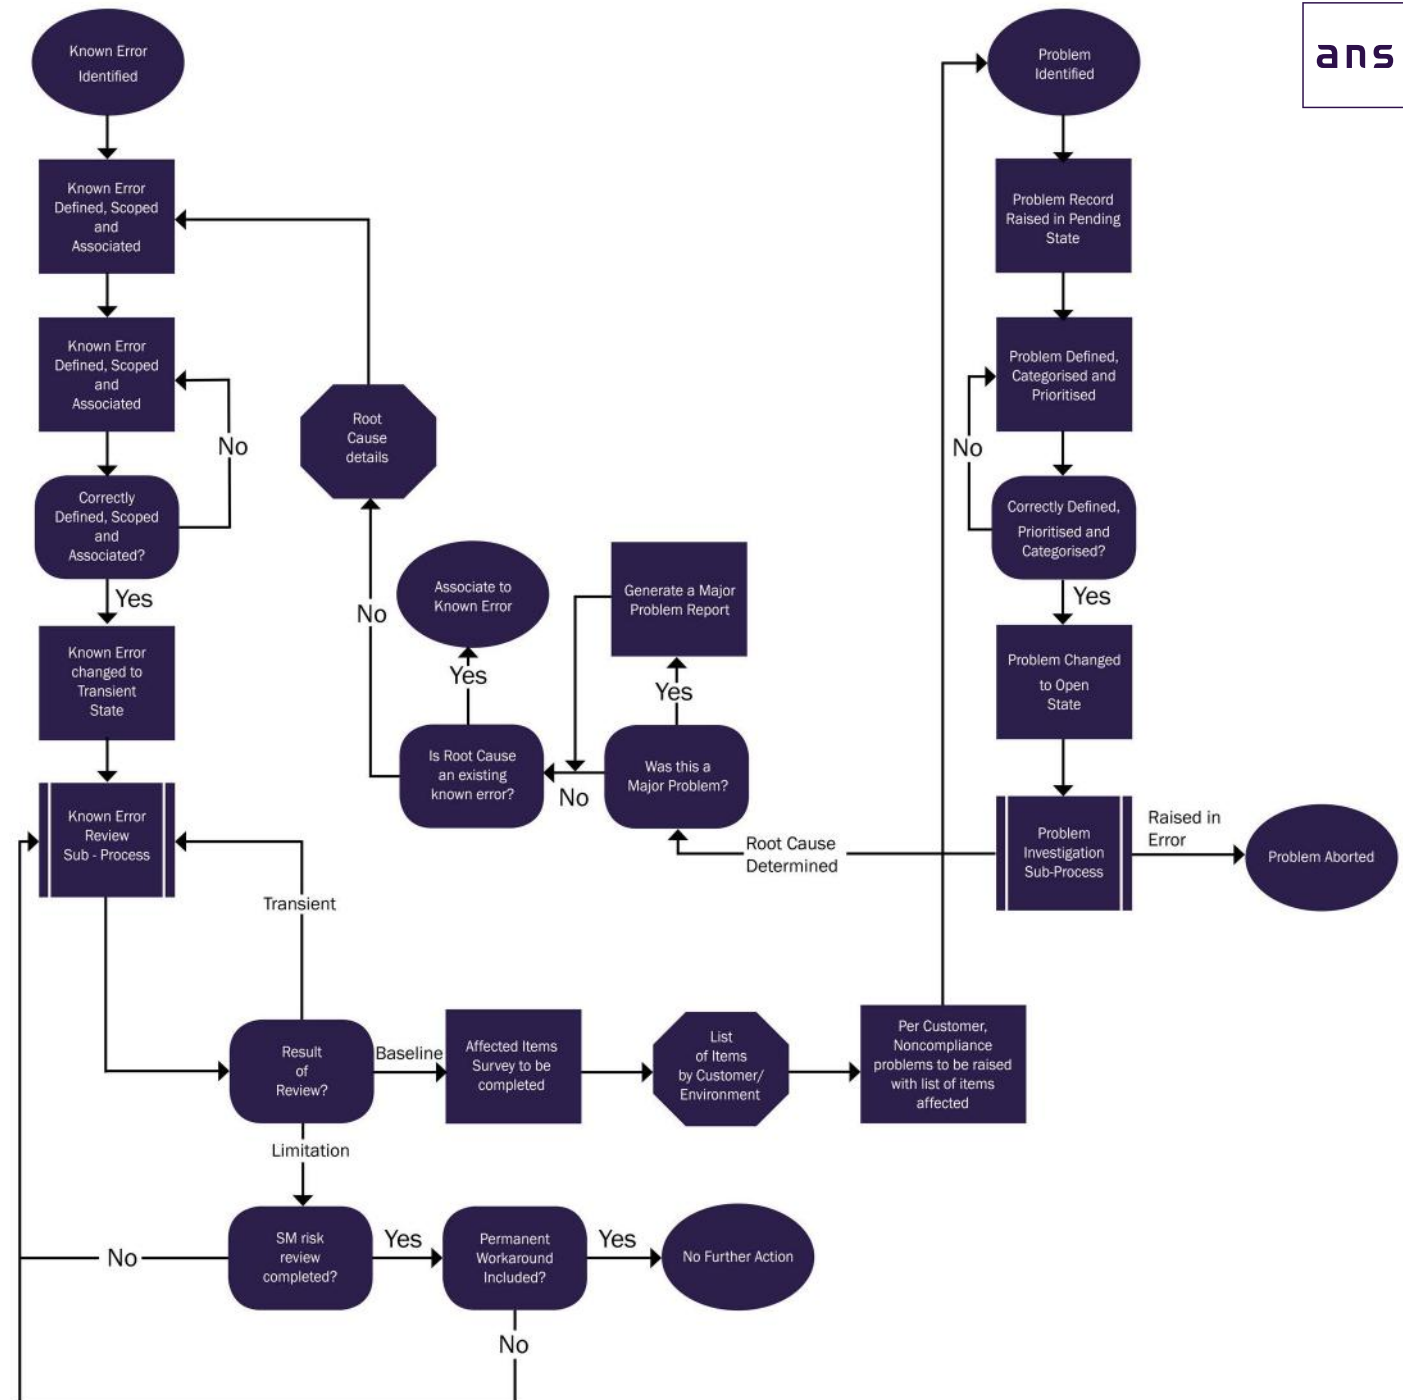 Known Error
Identified
Problem
Identified
ans
Known Error
Defined, Scoped
and
Associated
Problem Record
Raised in Pending
State
Known Error
Defined, Scoped
and
Associated
No
Root
Cause
details
Problem Defined,
Categorised and
Prioritised
No
Correctly
Defined, Scoped
and
Associated?
Yes
Correctly Defined,
Prioritised and
Categorised?
Yes
Associate to
Known Error
Generate a Major
Problem Report
No
Yes
Yes
Known Error
changed to
Transient
State
Problem Changed
to Open
State
Is Root Cause
an existing
known error?
No
Was this a
Major Problem?
Known Error
Review
Sub - Process
Root Cause
Determined
Problem
Investigation
Sub-Process
Raised in
Error
Problem Aborted
Transient
Result
of
Review?
Baseline
Affected Items
Survey to be
completed
List
of Items
by Customer/
Environment
Per Customer,
Noncompliance
problems to be raised
with list of items
affected
Limitation
No
SM risk
review
completed?
Yes
Permanent
Workaround
Included?
Yes
No Further Action
No